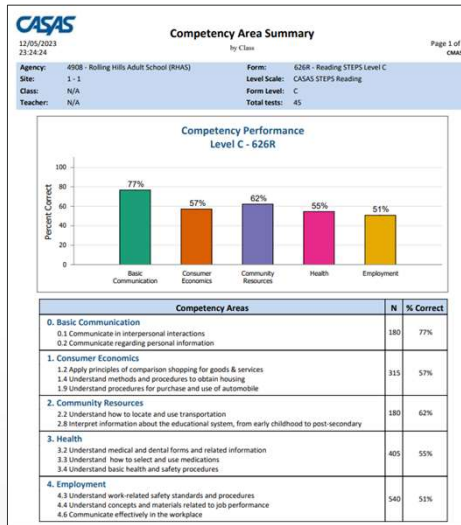 CASAS
12/05/2023
23:24:24
Competency Area Summary
by Class
Page 1 of
CMAS
Agency: 4908 - Rolling Hills Adult School (RHAS) Form: 626R - Reading STEPS Level C
Site: 1 - 1 Level Scale: CASAS STEPS Reading
Class: N/A Form Level: C
Teacher: N/A Total tests: 45
Competency Performance
Level C - 626R
Percent Correct
100
80
60
40
20
0
77%
57%
62%
55%
51%
Basic Communication
Consumer Economics
Community Resources
Health
Employment
Competency Areas N % Correct
0. Basic Communication
0.1 Communicate in interpersonal interactions
0.2 Communicate regarding personal information
180 77%
1. Consumer Economics
1.2 Apply principles of comparison shopping for goods & services
1.4 Understand methods and procedures to obtain housing
1.9 Understand procedures for purchase and use of automobile
315 57%
2. Community Resources
2.2 Understand how to locate and use transportation
2.8 Interpret information about the educational system, from early childhood to post-secondary
180 62%
3. Health
3.2 Understand medical and dental forms and related information
3.3 Understand how to select and use medications
3.4 Understand basic health and safety procedures
405 55%
4. Employment
4.3 Understand work-related safety standards and procedures
4.4 Understand concepts and materials related to job performance
4.6 Communicate effectively in the workplace
540 51%